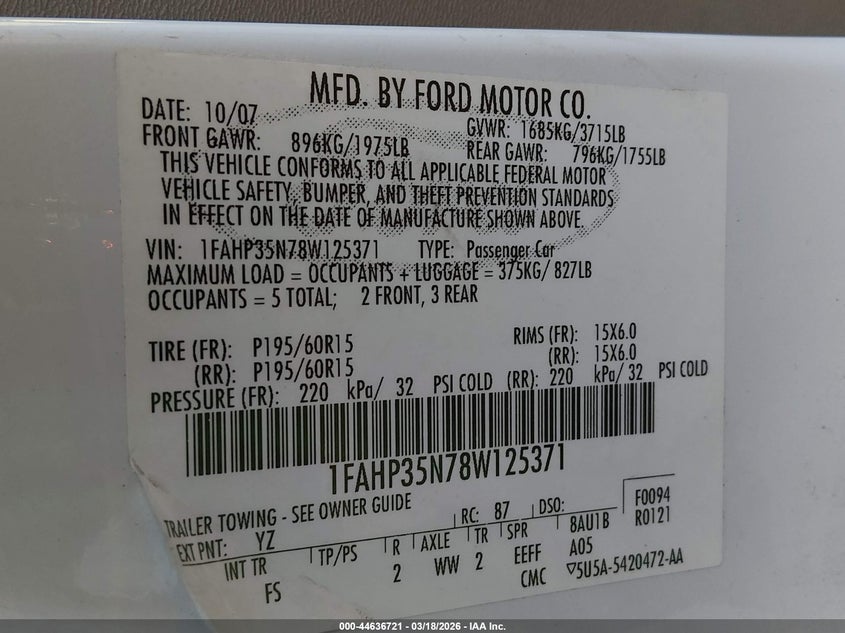 MFD. BY FORD MOTOR CO.
DATE: 10/07 GVWR: 1685KG/3715LB
FRONT GAWR: 896KG/1975LB REAR GAWR: 796KG/1755LB
THIS VEHICLE CONFORMS TO ALL APPLICABLE FEDERAL MOTOR
VEHICLE SAFETY, BUMPER, AND THEFT PREVENTION STANDARDS
IN EFFECT ON THE DATE OF MANUFACTURE SHOWN ABOVE.
VIN: 1FAHP35N78W125371 TYPE: Passenger Car
MAXIMUM LOAD = OCCUPANTS + LUGGAGE = 375KG/ 827LB
OCCUPANTS = 5 TOTAL; 2 FRONT, 3 REAR
TIRE (FR): P195/60R15 RIMS (FR): 15X6.0
(RR): P195/60R15 (RR): 15X6.0
PRESSURE (FR): 220 kPa/ 32 PSI COLD (RR): 220 kPa/ 32 PSI COLD
1FAHP35N78W125371
TRAILER TOWING - SEE OWNER GUIDE
RC: 87 DSO: F0094
R0121
EXT PNT: YZ
INT TR TP/PS R AXLE TR SPR 8AU1B
FS 2 WW 2 EEFF A05
CMC ▽5U5A-5420472-AA
000-44636721 — 03/18/2026 - IAA Inc.